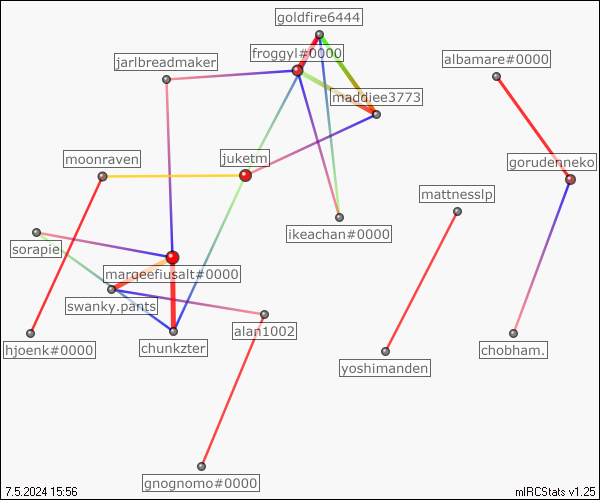 goldfire6444
froggyl#0000
jarlbreadmaker
albamare#0000
maddiee3773
moonraven
juketm
gorudenneko
mattnesslp
ikeachan#0000
sorapie
marqeefiusalt#0000
swanky.pants
alan1002
hjoenk#0000
chunkzter
chobham.
yoshimanden
gnognomo#0000
7.5.2024 15:56
mIRCStats v1.25